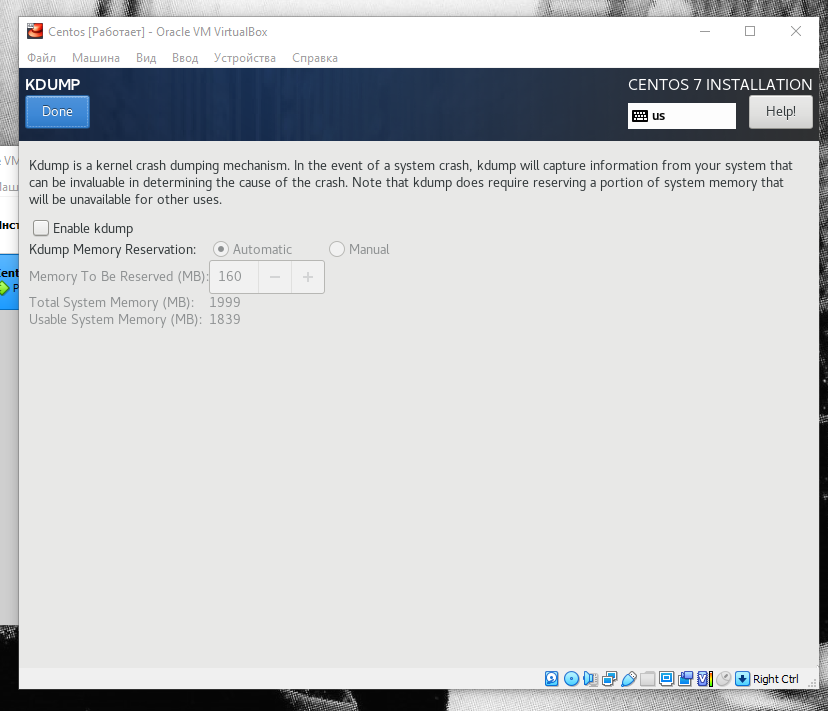 Centos [Работает] - Oracle VM VirtualBox
Файл Машина Вид Ввод Устройства Справка
KDUMP
CENTOS 7 INSTALLATION
Done
us
Help!
Kdump is a kernel crash dumping mechanism. In the event of a system crash, kdump will capture information from your system that
can be invaluable in determining the cause of the crash. Note that kdump does require reserving a portion of system memory that
will be unavailable for other uses.
Enable kdump
Kdump Memory Reservation: Automatic Manual
Memory To Be Reserved (MB): 160 − +
Total System Memory (MB): 1999
Usable System Memory (MB): 1839
Right Ctrl